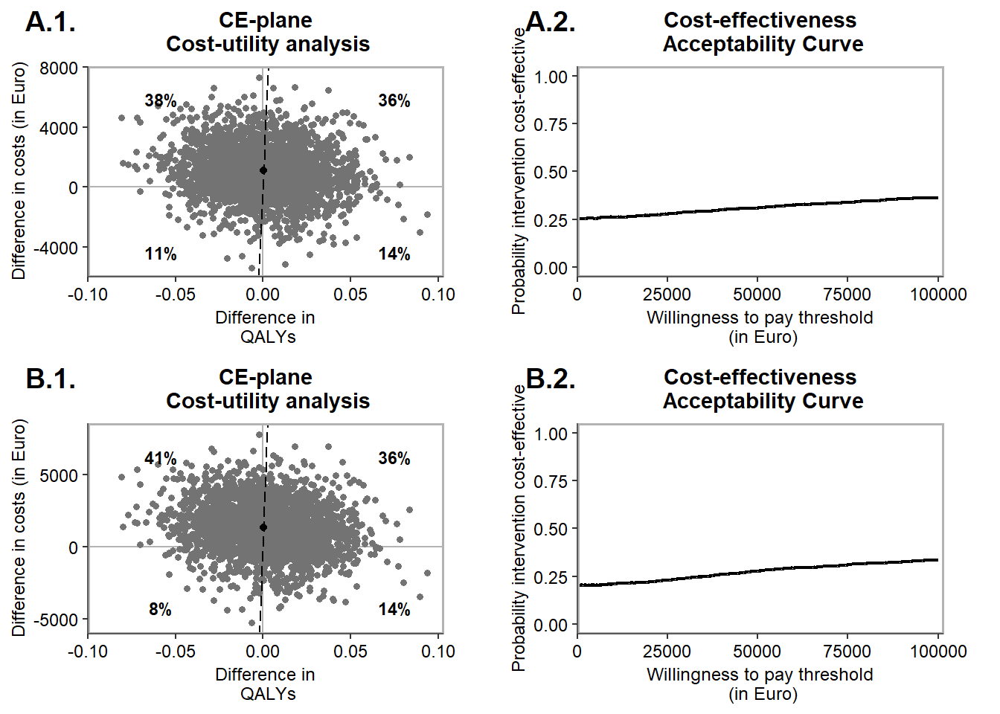 A.1.
CE-plane
Cost-utility analysis
Difference in costs (in Euro)
8000
4000
0
-4000
38%
36%
11%
14%
-0.10
-0.05
0.00
0.05
0.10
Difference in
QALYs
A.2.
Cost-effectiveness
Acceptability Curve
Probability intervention cost-effective
1.00
0.75
0.50
0.25
0.00
0
25000
50000
75000
100000
Willingness to pay threshold
(in Euro)
B.1.
CE-plane
Cost-utility analysis
Difference in costs (in Euro)
5000
0
-5000
41%
36%
8%
14%
-0.10
-0.05
0.00
0.05
0.10
Difference in
QALYs
B.2.
Cost-effectiveness
Acceptability Curve
Probability intervention cost-effective
1.00
0.75
0.50
0.25
0.00
0
25000
50000
75000
100000
Willingness to pay threshold
(in Euro)